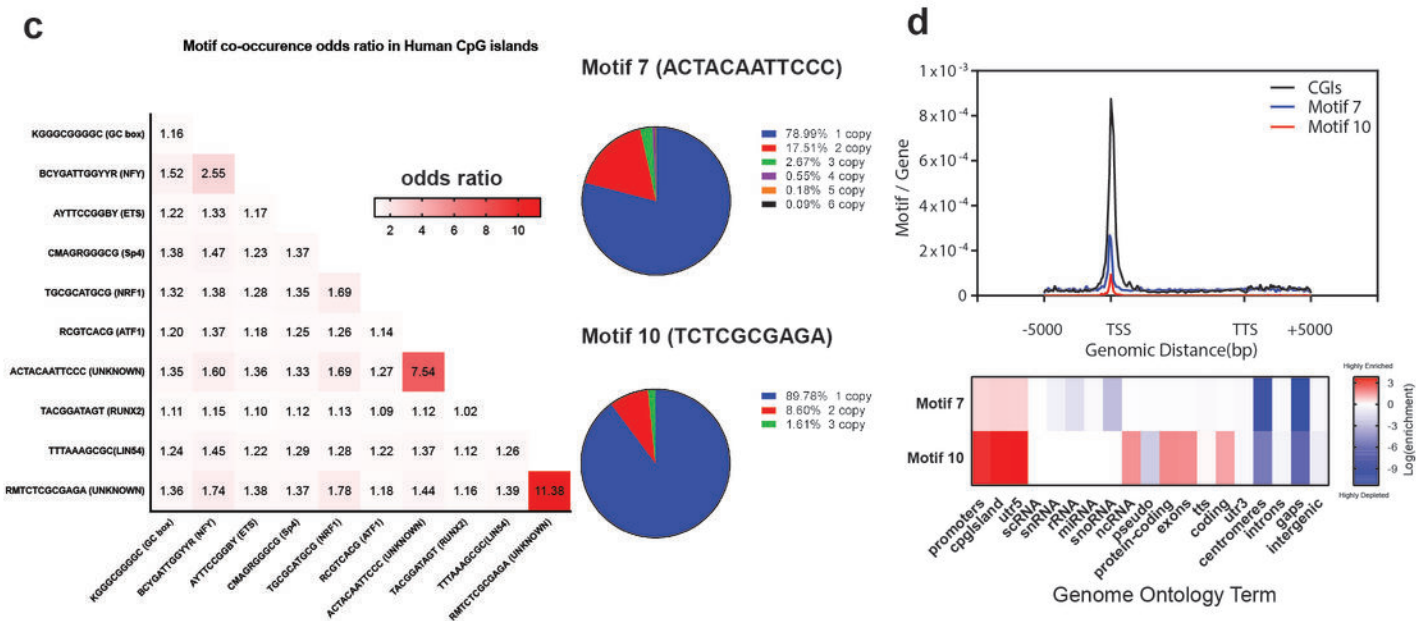 c
Motif co-occurence odds ratio in Human CpG islands
KGGGCGGGGC (GC box) 1.16
BCYGATTGGYYR (NFY) 1.52 2.55
AYTTCCGGBY (ETS) 1.22 1.33 1.17
CMAGRGGGCG (Sp4) 1.38 1.47 1.23 1.37
TGCGCATGCG (NRF1) 1.32 1.38 1.28 1.35 1.69
RCGTCACG (ATF1) 1.20 1.37 1.18 1.25 1.26 1.14
ACTACAATTCCC (UNKNOWN) 1.35 1.60 1.36 1.33 1.69 1.27 7.54
TACGGATAGT (RUNX2) 1.11 1.15 1.10 1.12 1.13 1.09 1.12 1.02
TTTAAAGCGC(LIN54) 1.24 1.45 1.22 1.29 1.28 1.22 1.37 1.12 1.26
RMTCTCGCGAGA (UNKNOWN) 1.36 1.74 1.38 1.37 1.78 1.18 1.44 1.16 1.39 11.38
KGGGCGGGGC (GC box)
BCYGATTGGYYR (NFY)
AYTTCCGGBY (ETS)
CMAGRGGGCG (Sp4)
TGCGCATGCG (NRF1)
RCGTCACG (ATF1)
ACTACAATTCCC (UNKNOWN)
TACGGATAGT (RUNX2)
TTTAAAGCGC(LIN54)
RMTCTCGCGAGA (UNKNOWN)
odds ratio
2 4 6 8 10
Motif 7 (ACTACAATTCCC)
78.99% 1 copy
17.51% 2 copy
2.67% 3 copy
0.55% 4 copy
0.18% 5 copy
0.09% 6 copy
Motif 10 (TCTCGCGAGA)
89.78% 1 copy
8.60% 2 copy
1.61% 3 copy
d
Motif / Gene
1×10⁻³
8×10⁻⁴
6×10⁻⁴
4×10⁻⁴
2×10⁻⁴
0
CGIs
Motif 7
Motif 10
-5000 TSS TTS +5000
Genomic Distance(bp)
Motif 7
Motif 10
Highly Enriched
3
0
-3
-6
-9
Highly Depleted
Log(enrichment)
promoters
cpgIsland
utr5
scRNA
snRNA
rRNA
miRNA
snoRNA
ncRNA
pseudo
protein-coding
exons
tts
coding
utr3
centromeres
introns
gaps
intergenic
Genome Ontology Term